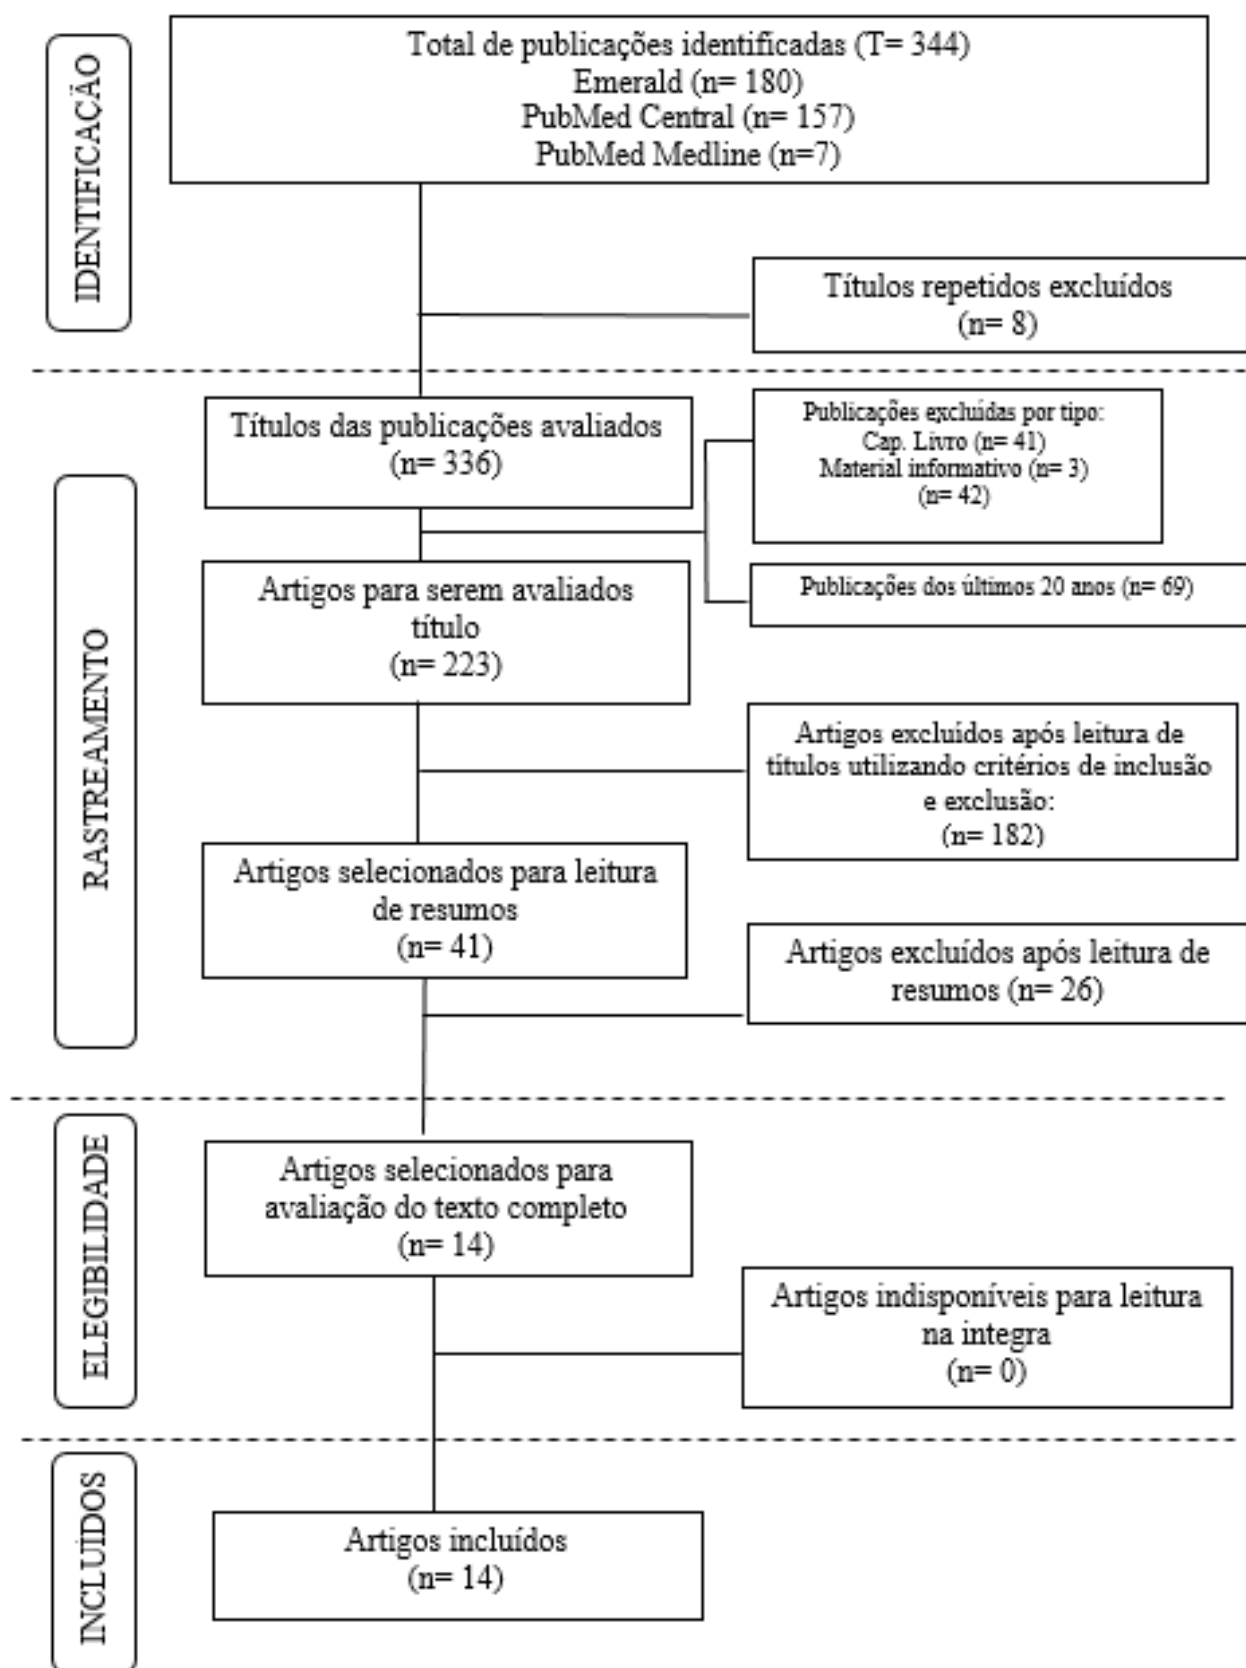 IDENTIFICAÇÃO
Total de publicações identificadas (T= 344)
Emerald (n= 180)
PubMed Central (n= 157)
PubMed Medline (n=7)
Títulos repetidos excluídos
(n= 8)
RASTREAMENTO
Títulos das publicações avaliados
(n= 336)
Publicações excluídas por tipo:
Cap. Livro (n= 41)
Material informativo (n= 3)
(n= 42)
Publicações dos últimos 20 anos (n= 69)
Artigos para serem avaliados
título
(n= 223)
Artigos excluídos após leitura de
títulos utilizando critérios de inclusão
e exclusão:
(n= 182)
Artigos selecionados para leitura
de resumos
(n= 41)
Artigos excluídos após leitura de
resumos (n= 26)
ELEGIBILIDADE
Artigos selecionados para
avaliação do texto completo
(n= 14)
Artigos indisponíveis para leitura
na integra
(n= 0)
INCLUÍDOS
Artigos incluídos
(n= 14)